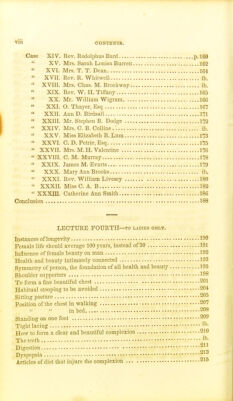 viii CONTENTS.
Case XIV. Rev. Rodolphus Bard p. 160
" XV. Mrs. Sarah Louisa Barrett 162
" XVI. Mrs. T. T. Dean 164
" XVII. Rev. R. Whitwell ib.
" XVIII. Mrs. Chas. M. Brockway ib.
" XIX. Rev. W. H. Tiffany 165
" XX. Mr. William Wigram 166
" XXI. O. Thayer, Esq 167
" XXII. Ann D. Birdsall 171
" XXIII. Mr. Stephen R. Dodge 172
" XXIV. Mrs. C. B. Collins ib.
" XXV. Miss Elizabeth B. Lum 173
" XXVI. C. D. Petrie, Esq. 175
" XXVII. Mrs. M. H. Valentine 176
" XXVIII. C. M. Murray 178
" XXIX. James M. Evarts 179
" XXX. Mary Ann Brooks ib.
" XXXI. Rev. William Livesey 180
" XXXII. Miss C. A. B. 182
" XXXIII. Catherine Ann Smith 186
Conclusion 188
LECTURE FOURTH—TO LADIES ONLY.
Instances of longevity 190
Female life should average 100 years, instead of 30 191
Influence of female beauty on man 192
Health and beauty intimately connected 193
Symmetry of person, the foundation of all health and beauty 195
Shoulder supporters 198
To form a fine beautiful chest 201
Habitual stooping to be avoided 204
Sitting posture 205
Position of the chest in walking 207
" " in bed 208
Standing on one foot 209
Tight lacing ib.
How to form a clear and beautiful complexion 210
The teeth ib.
Digestion 211
Dyspepsia 213
Articles of diet that injure the complexion 215